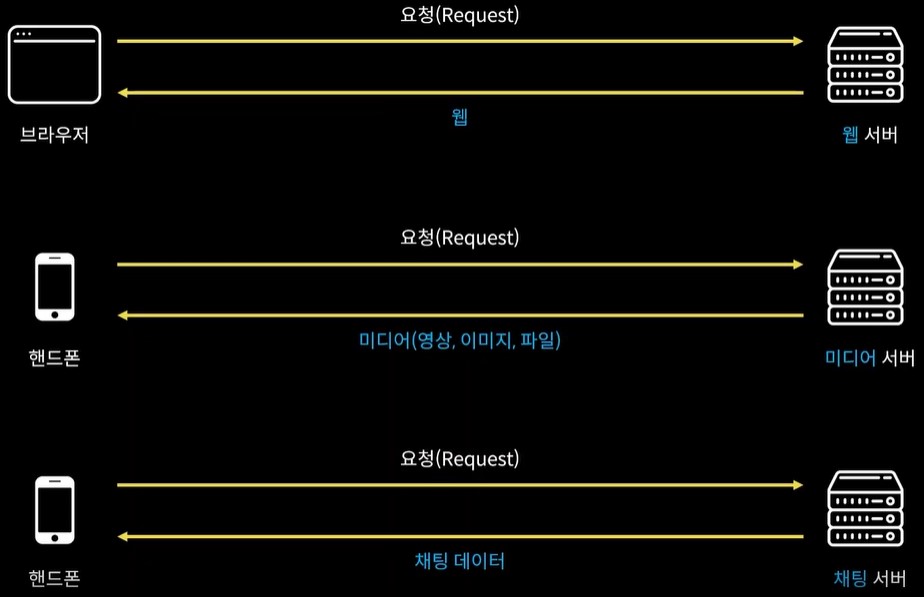 요청(Request)
웹
브라우저
웹 서버
요청(Request)
미디어(영상, 이미지, 파일)
핸드폰
미디어 서버
요청(Request)
채팅 데이터
핸드폰
채팅 서버